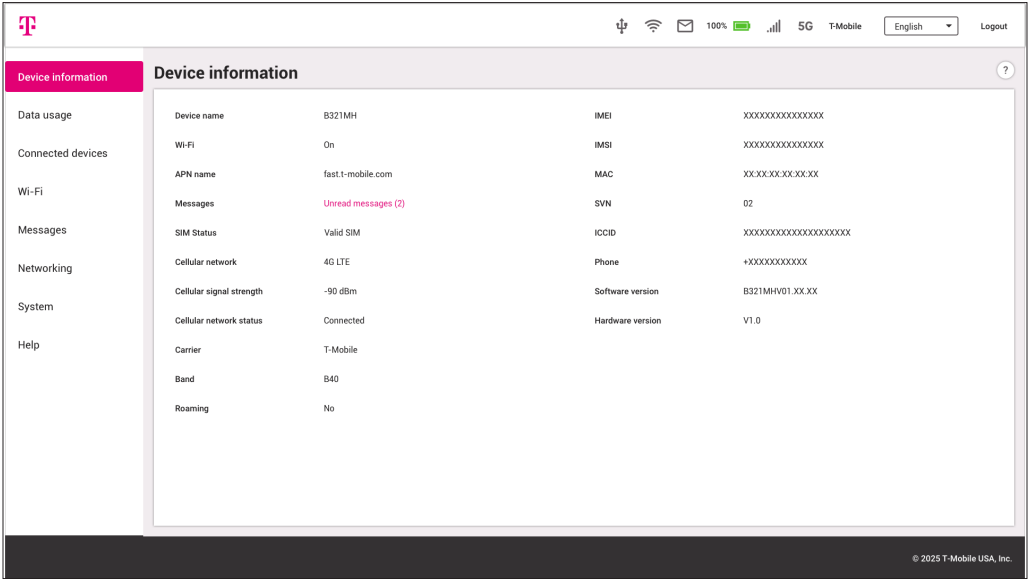 T
100%
5G
T-Mobile
English
Logout
Device information
Data usage
Connected devices
Wi-Fi
Messages
Networking
System
Help
Device information
?
Device name B321MH
Wi-Fi On
APN name fast.t-mobile.com
Messages Unread messages (2)
SIM Status Valid SIM
Cellular network 4G LTE
Cellular signal strength -90 dBm
Cellular network status Connected
Carrier T-Mobile
Band B40
Roaming No
IMEI XXXXXXXXXXXXXXX
IMSI XXXXXXXXXXXXXXX
MAC XX:XX:XX:XX:XX:XX
SVN 02
ICCID XXXXXXXXXXXXXXXXXXXX
Phone +XXXXXXXXXXX
Software version B321MHV01.XX.XX
Hardware version V1.0
© 2025 T-Mobile USA, Inc.